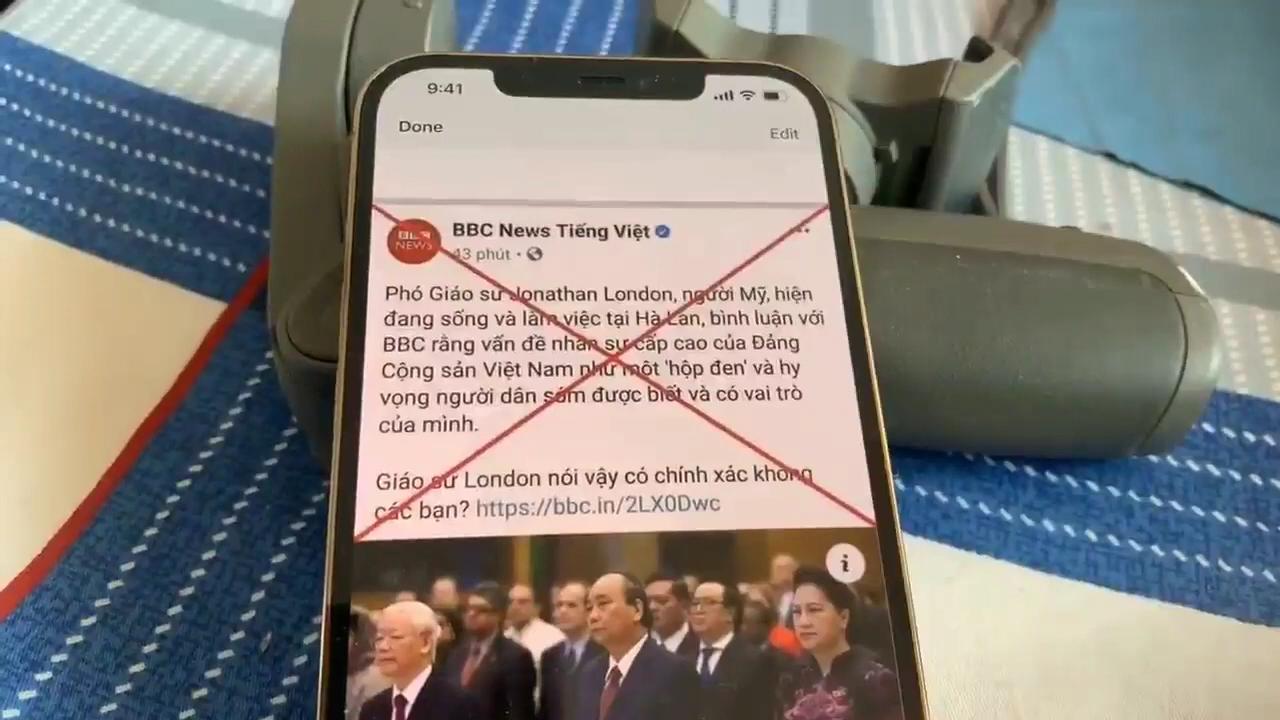 9:41
Done
Edit
BBC NEWS
BBC News Tiếng Việt
43 phút
Phó Giáo sư Jonathan London, người Mỹ, hiện
đang sống và làm việc tại Hà Lan, bình luận với
BBC rằng vấn đề nhân sự cấp cao của Đảng
Cộng sản Việt Nam như một 'hộp đen' và hy
vọng người dân sớm được biết và có vai trò
của mình.
Giáo sư London nói vậy có chính xác không
các bạn? https://bbc.in/2LX0Dwc
i